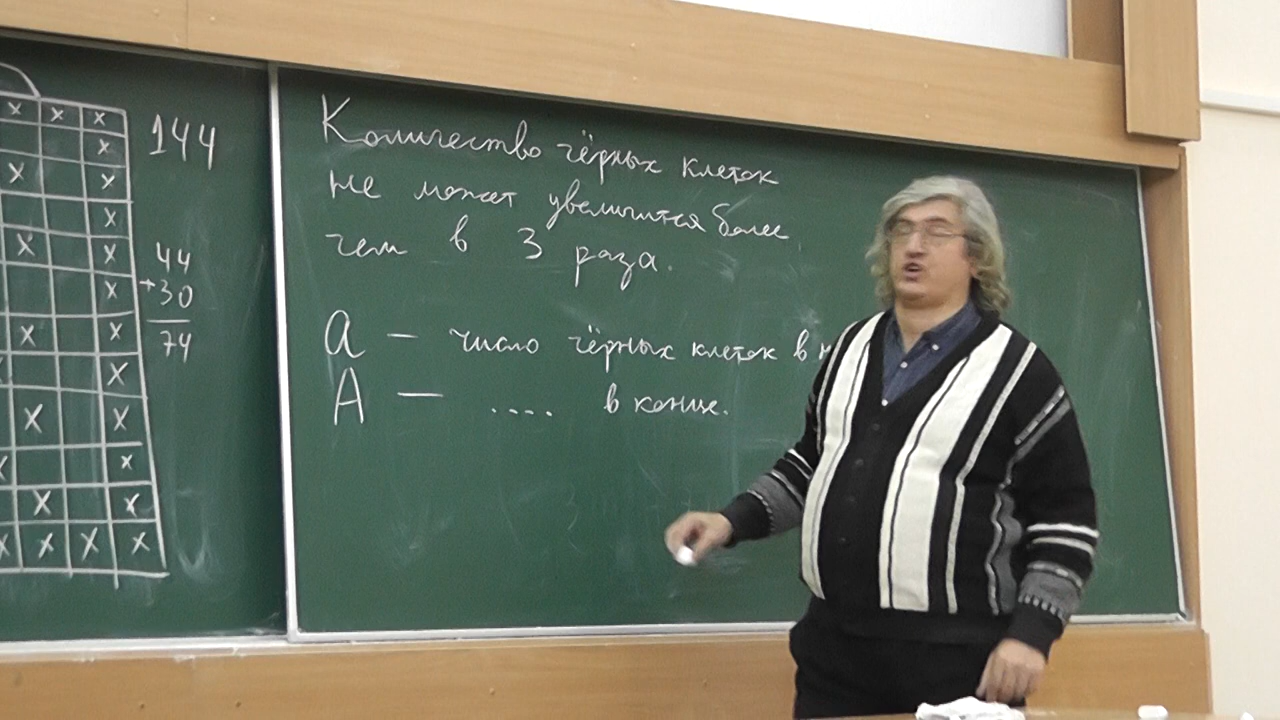 144
44
+30
74
Количество чёрных клеток
не может увеличится более
чем в 3 раза.
a — число чёрных клеток в
A — .... в конце.